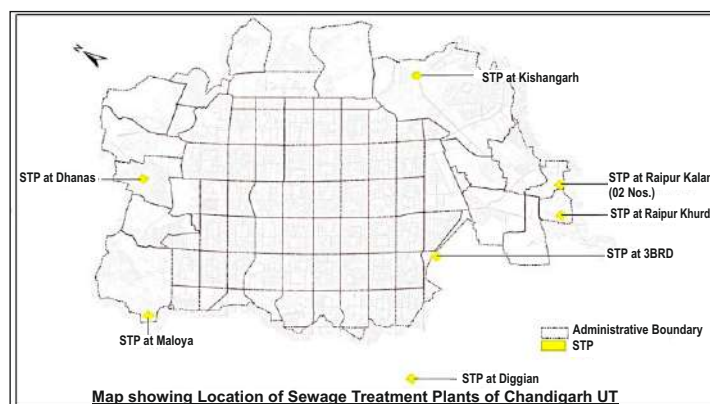 STP at Kishangarh
STP at Dhanas
STP at Raipur Kalan
(02 Nos.)
STP at Raipur Khurd
STP at 3BRD
STP at Maloya
Administrative Boundary
STP
STP at Diggian
Map showing Location of Sewage Treatment Plants of Chandigarh UT